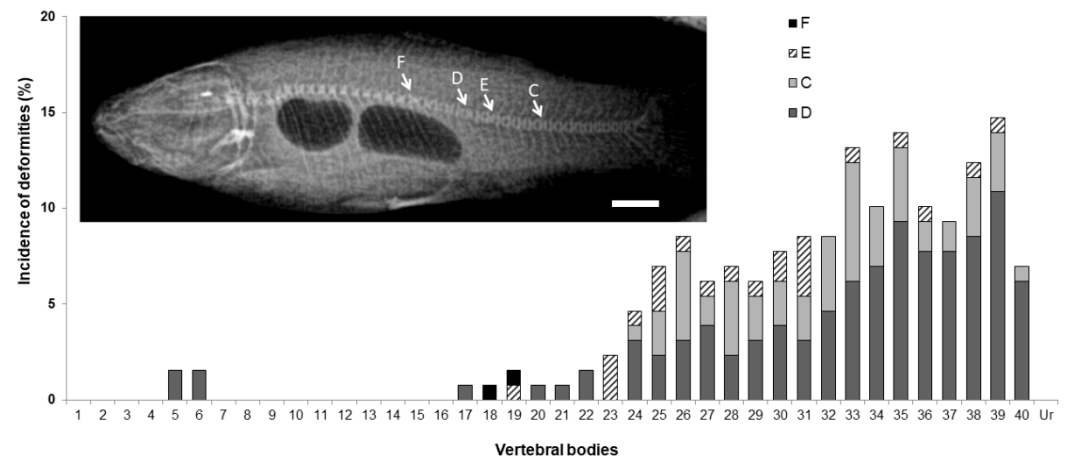 Incidence of deformities (%)
20
15
10
5
0
F
D
E
C
F
E
C
D
1 2 3 4 5 6 7 8 9 10 11 12 13 14 15 16 17 18 19 20 21 22 23 24 25 26 27 28 29 30 31 32 33 34 35 36 37 38 39 40 Ur
Vertebral bodies